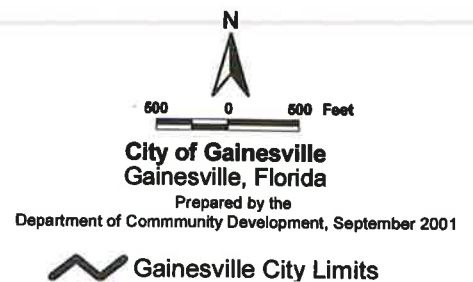 N
500 0 500 Feet
City of Gainesville
Gainesville, Florida
Prepared by the
Department of Commmunity Development, September 2001
Gainesville City Limits